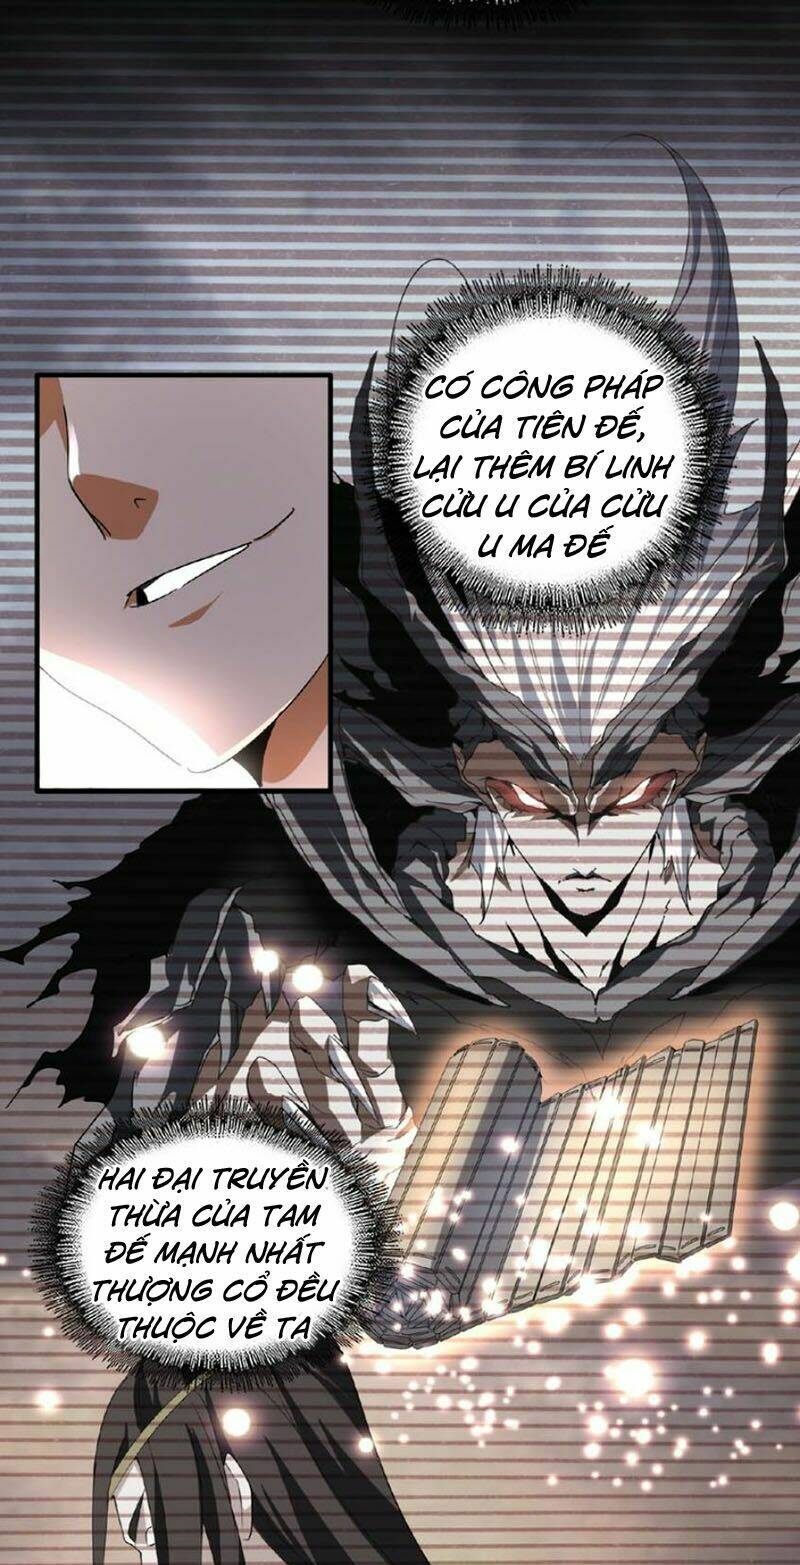 CÓ CÔNG PHÁP
CỦA TIÊN ĐẾ,
LẠI THÊM BÍ LINH
CỬU U CỦA CỬU
U MA ĐẾ
HAI ĐẠI TRUYỀN
THỪA CỦA TAM
ĐẾ MẠNH NHẤT
THƯỢNG CỔ ĐỀU
THUỘC VỀ TA